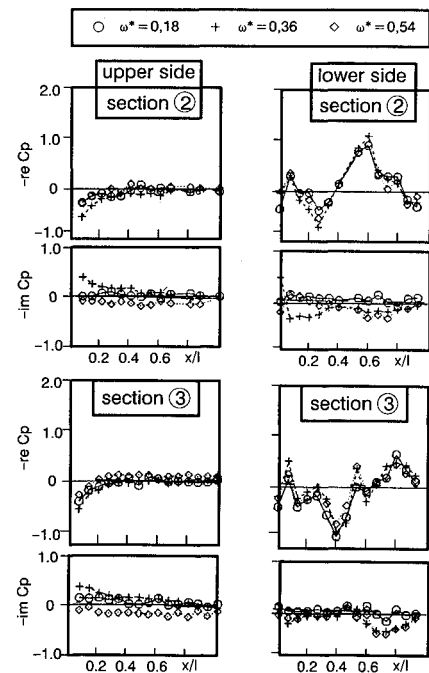 ω* = 0,18 ω* = 0,36 ω* = 0,54
upper side
section ②
lower side
section ②
2.0
1.0
0
-1.0
-re Cp
1.0
0
-1.0
-im Cp
0.2 0.4 0.6 x/l
0.2 0.4 0.6 x/l
section ③
section ③
2.0
1.0
0
-1.0
-re Cp
1.0
0
-1.0
-im Cp
0.2 0.4 0.6 x/l
0.2 0.4 0.6 x/l